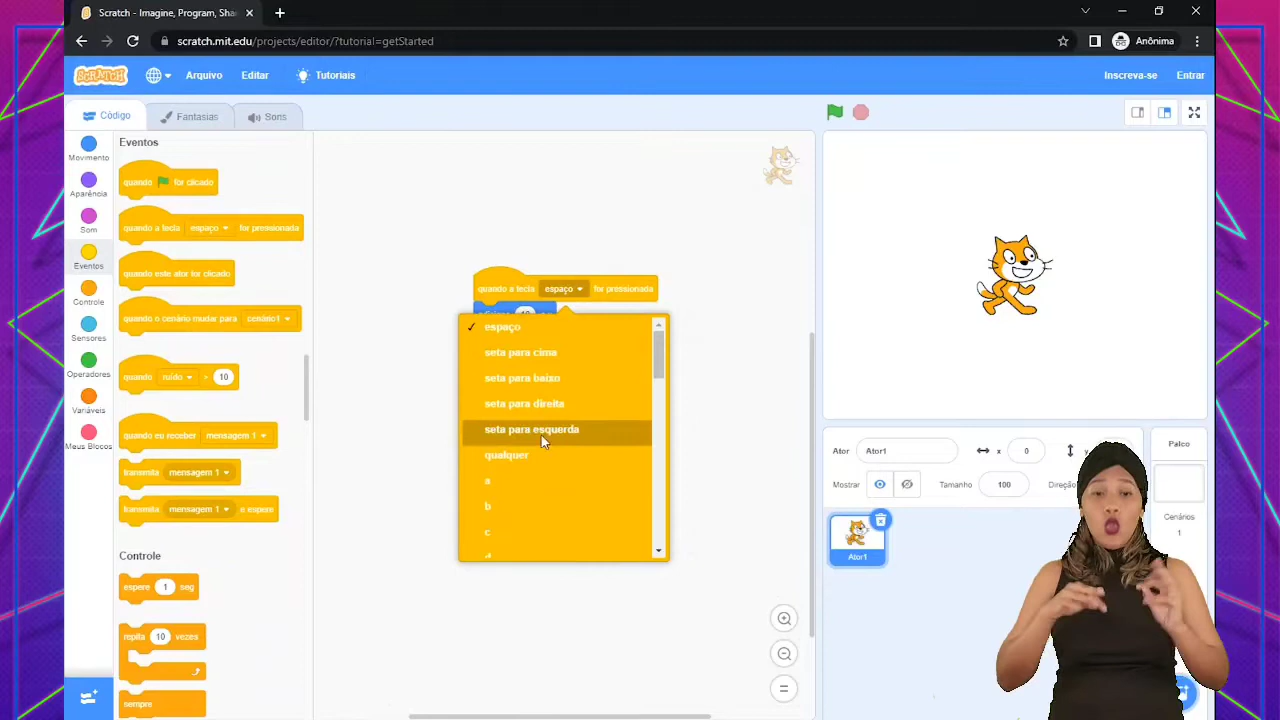 Scratch - Imagine, Program, Sha
scratch.mit.edu/projects/editor/?tutorial=getStarted
Anônima
SCRATCH
Arquivo
Editar
Tutoriais
Inscreva-se
Entrar
Código
Fantasias
Sons
Movimento
Aparência
Som
Eventos
Controle
Sensores
Operadores
Variáveis
Meus Blocos
Eventos
quando for clicado
quando a tecla espaço for pressionada
quando este ator for clicado
quando o cenário mudar para cenário1
quando ruído > 10
quando eu receber mensagem 1
transmita mensagem 1
transmita mensagem 1 e espere
Controle
espere 1 seg
repita 10 vezes
sempre
quando a tecla espaço for pressionada
espaço
seta para cima
seta para baixo
seta para direita
seta para esquerda
qualquer
a
b
c
Ator Ator1 x 0 y
Mostrar Tamanho 100 Direção
Ator1
Palco
Cenários
1